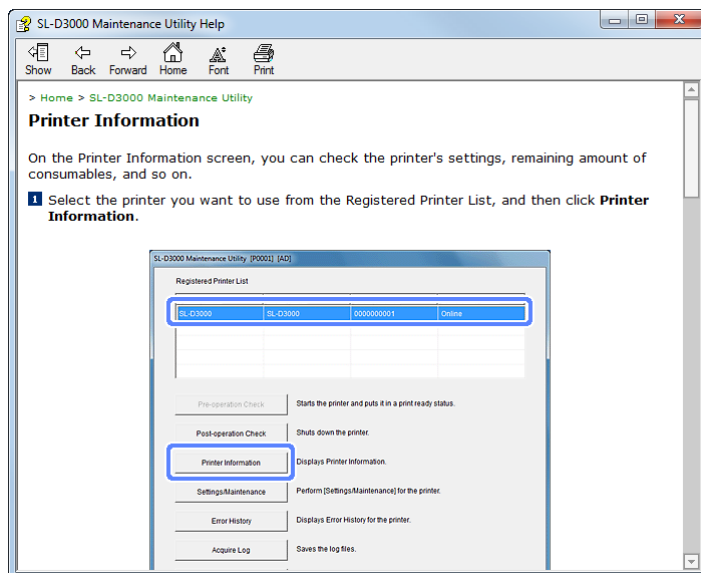 SL-D3000 Maintenance Utility Help
Show Back Forward Home Font Print
> Home > SL-D3000 Maintenance Utility
Printer Information
On the Printer Information screen, you can check the printer's settings, remaining amount of
consumables, and so on.
1 Select the printer you want to use from the Registered Printer List, and then click Printer
Information.
SL-D3000 Maintenance Utility [P0001] [AD]
Registered Printer List
SL-D3000 SL-D3000 0000000001 Online
Pre-operation Check Starts the printer and puts it in a print ready status.
Post-operation Check Shuts down the printer.
Printer Information Displays Printer Information.
Settings/Maintenance Perform [Settings/Maintenance] for the printer.
Error History Displays Error History for the printer.
Acquire Log Saves the log files.